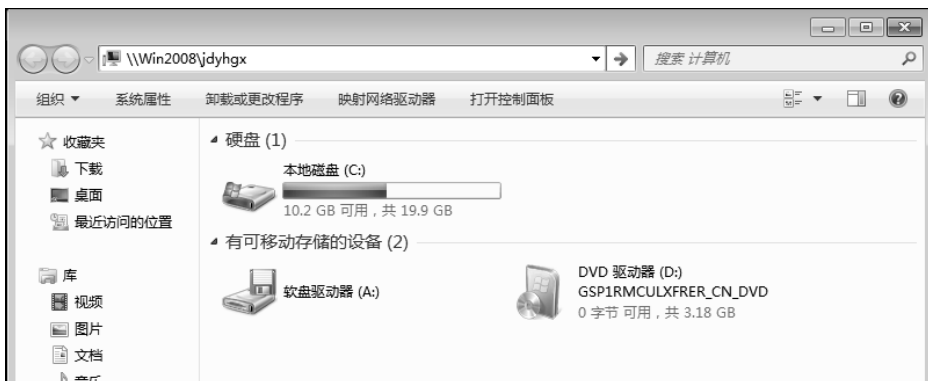 \\Win2008\jdyhgx
搜索 计算机
组织 系统属性 卸载或更改程序 映射网络驱动器 打开控制面板
收藏夹
下载
桌面
最近访问的位置
库
视频
图片
文档
音乐
硬盘 (1)
本地磁盘 (C:)
10.2 GB 可用，共 19.9 GB
有可移动存储的设备 (2)
软盘驱动器 (A:)
DVD 驱动器 (D:)
GSP1RMCULXFRER_CN_DVD
0 字节 可用，共 3.18 GB